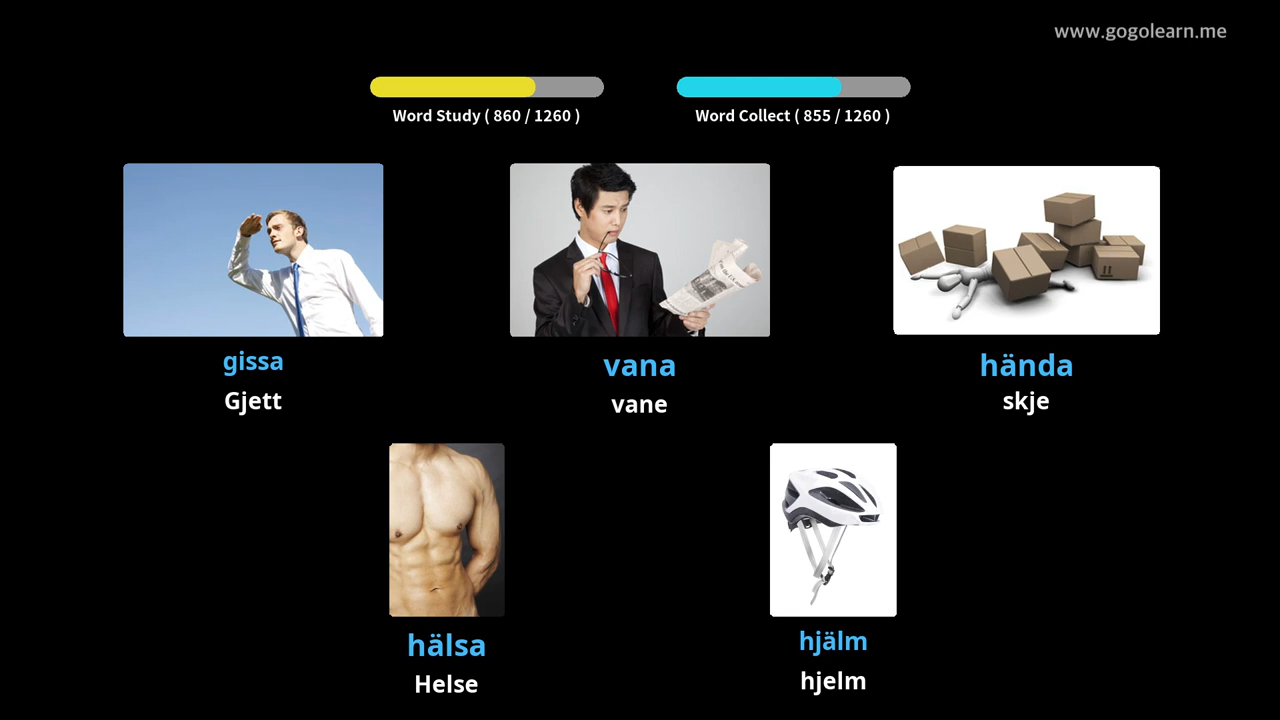 www.gogolearn.me
Word Study ( 860 / 1260 )
Word Collect ( 855 / 1260 )
gissa
Gjett
vana
vane
hända
skje
hälsa
Helse
hjälm
hjelm